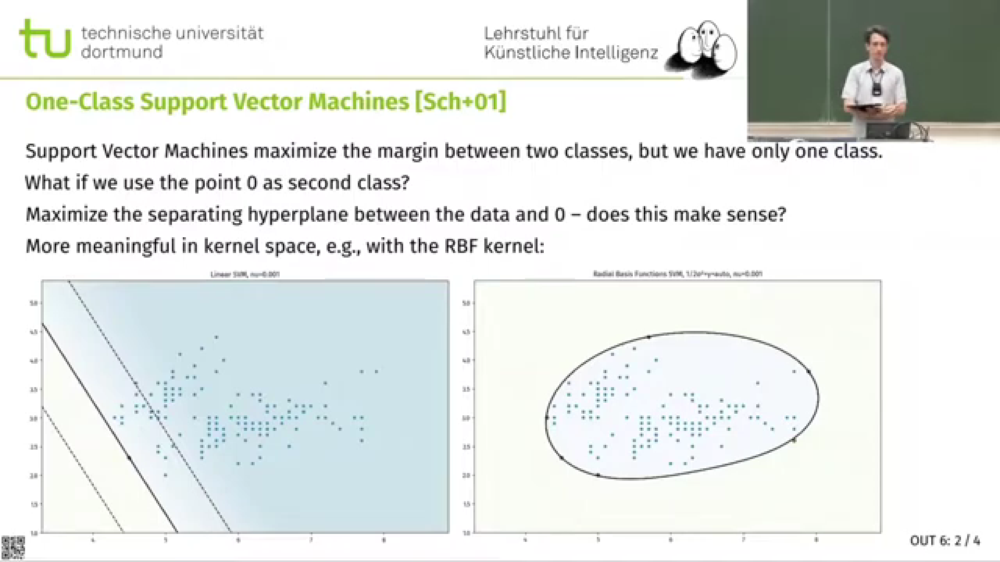 technische universität
dortmund
Lehrstuhl für
Künstliche Intelligenz
One-Class Support Vector Machines [Sch+01]
Support Vector Machines maximize the margin between two classes, but we have only one class.
What if we use the point 0 as second class?
Maximize the separating hyperplane between the data and 0 – does this make sense?
More meaningful in kernel space, e.g., with the RBF kernel:
Linear SVM, nu=0.001
Radial Basis Functions SVM, 1/2σ²=γ=auto, nu=0.001
5.0
4.5
4.0
3.5
3.0
2.5
2.0
1.5
1.0
4 5 6 7 8
5.0
4.5
4.0
3.5
3.0
2.5
2.0
1.5
1.0
4 5 6 7 8
OUT 6: 2 / 4